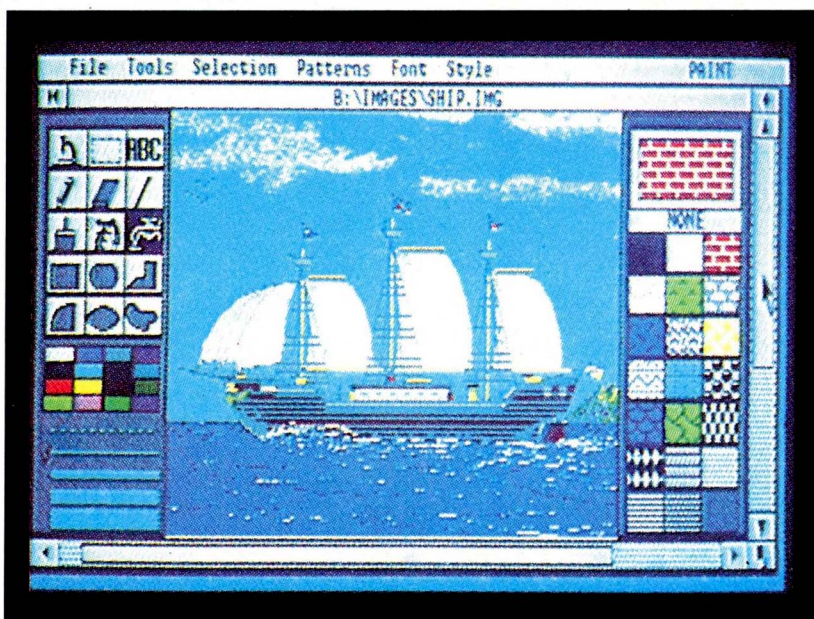 File Tools Selection Patterns Font Style PAINT
B:\IMAGES\SHIP.IMG
ABC
NONE